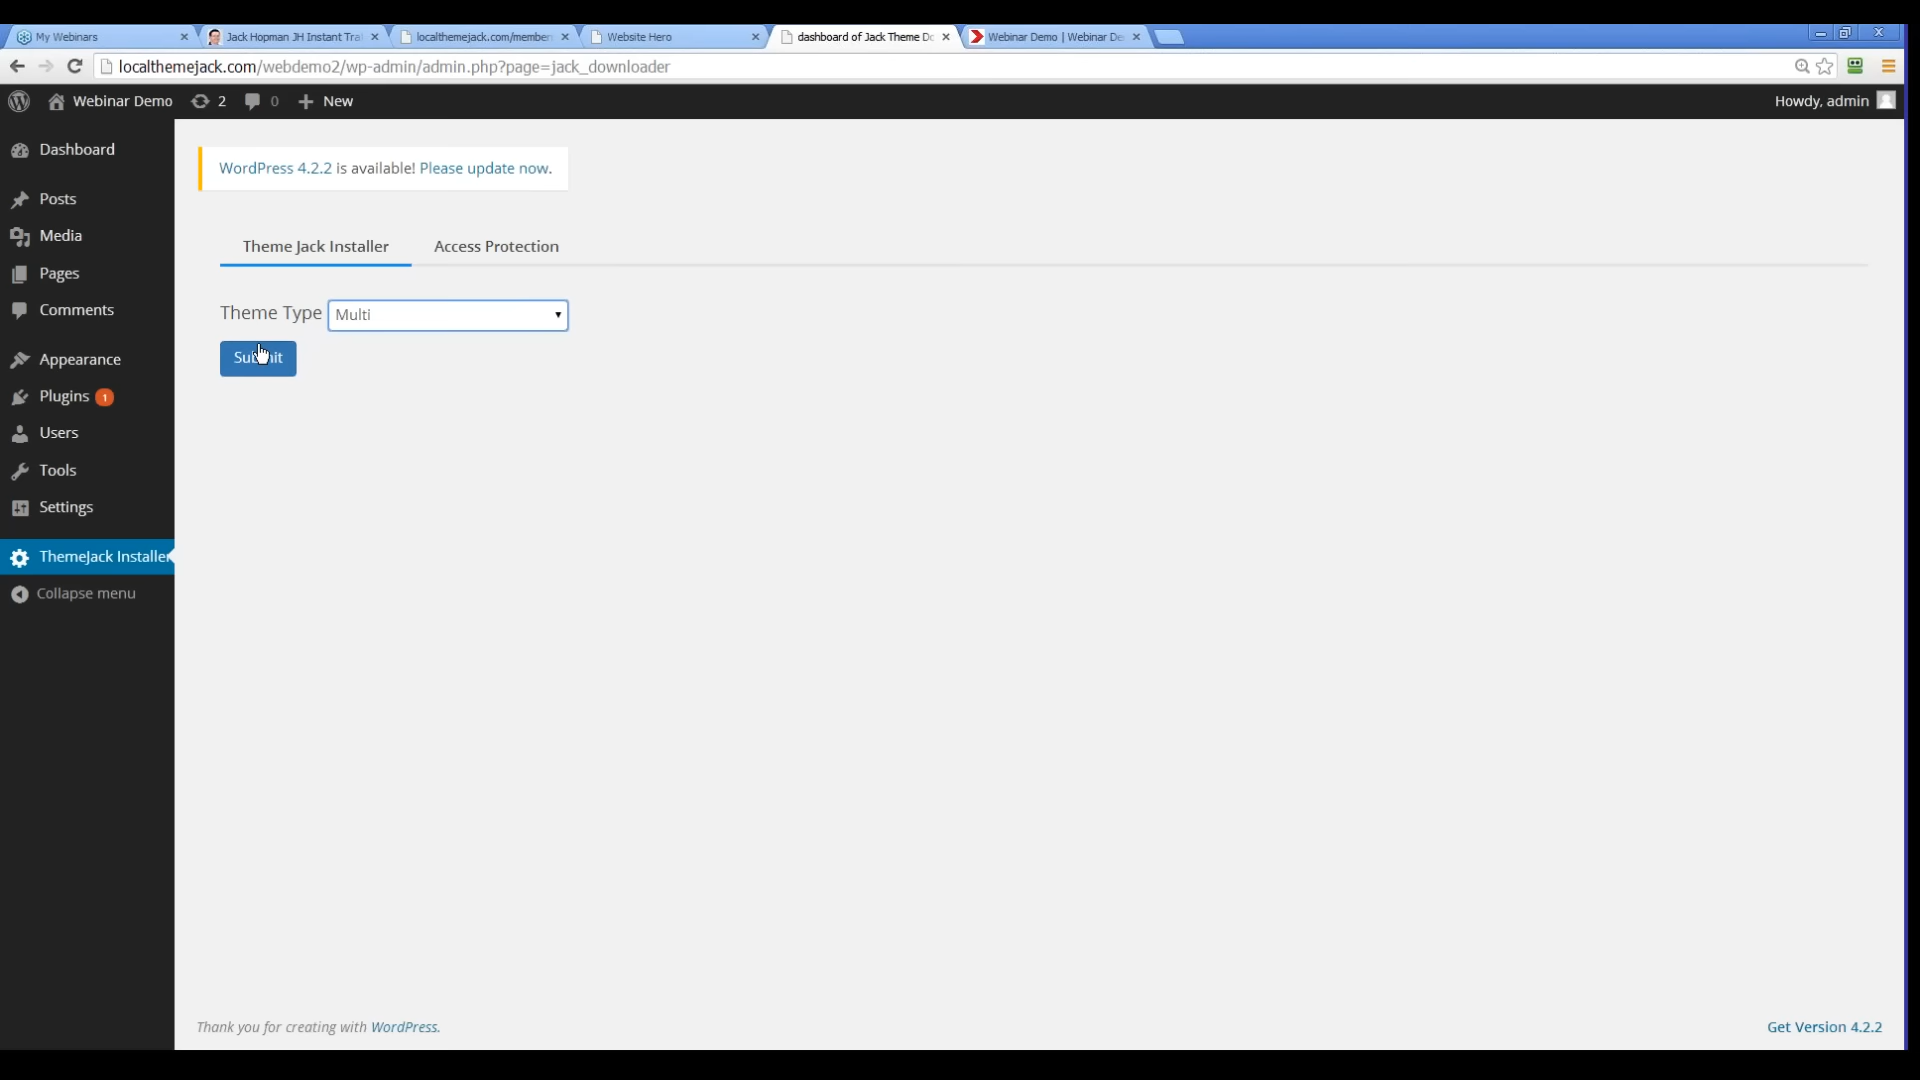 My Webinars
Jack Hopman JH Instant Tra
localthemejack.com/member
Website Hero
dashboard of Jack Theme Do
Webinar Demo | Webinar De
localthemejack.com/webdemo2/wp-admin/admin.php?page=jack_downloader
Webinar Demo
2
0
+ New
Howdy, admin
Dashboard
Posts
Media
Pages
Comments
Appearance
Plugins 1
Users
Tools
Settings
ThemeJack Installer
Collapse menu
WordPress 4.2.2 is available! Please update now.
Theme Jack Installer
Access Protection
Theme Type Multi
Submit
Thank you for creating with WordPress.
Get Version 4.2.2